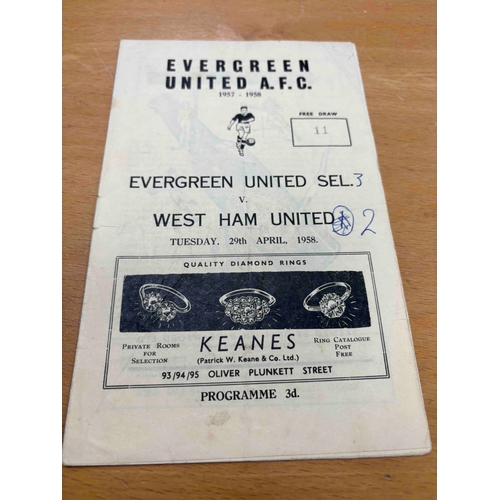 EVERGREEN
UNITED A.F.C.
1957 - 1958
FREE DRAW
11
EVERGREEN UNITED SEL. 3
V.
WEST HAM UNITED 2
TUESDAY, 29th APRIL, 1958.
QUALITY DIAMOND RINGS
KEANES
(Patrick W. Keane & Co. Ltd.)
PRIVATE ROOMS
FOR
SELECTION
RING CATALOGUE
POST
FREE
93/94/95 OLIVER PLUNKETT STREET
PROGRAMME 3d.